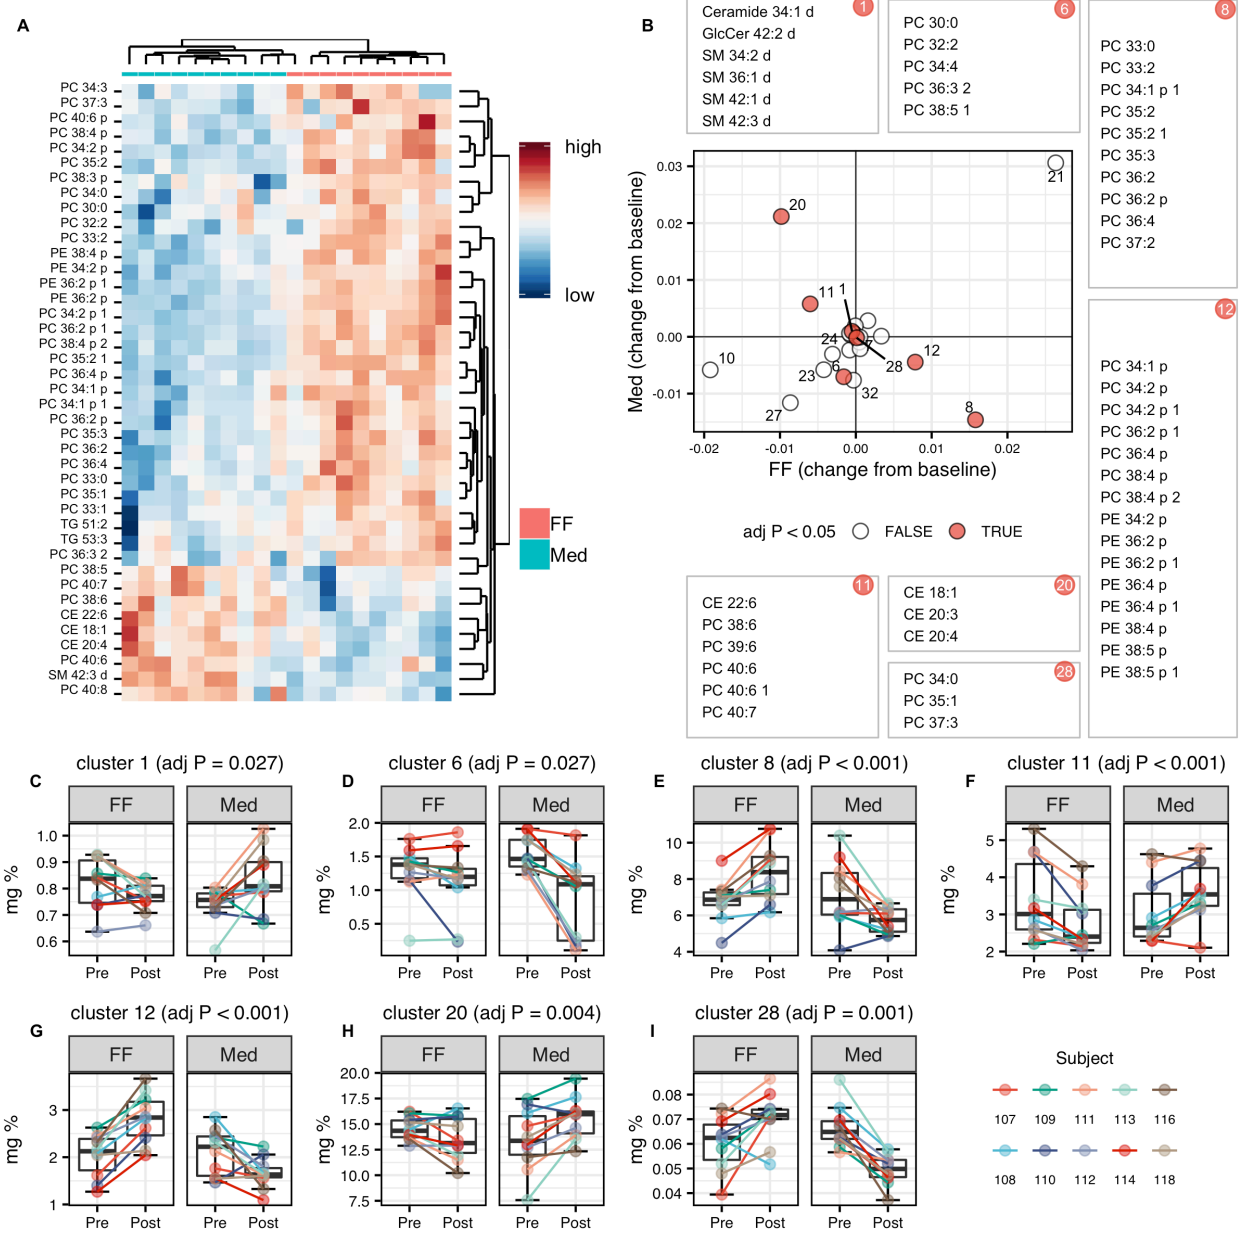 A
PC 34:3
PC 37:3
PC 40:6 p
PC 38:4 p
PC 34:2 p
PC 35:2
PC 38:3 p
PC 34:0
PC 30:0
PC 32:2
PC 33:2
PE 38:4 p
PE 34:2 p
PE 36:2 p 1
PE 36:2 p
PC 34:2 p 1
PC 36:2 p 1
PC 38:4 p 2
PC 35:2 1
PC 36:4 p
PC 34:1 p
PC 34:1 p 1
PC 36:2 p
PC 35:3
PC 36:2
PC 36:4
PC 33:0
PC 35:1
PC 33:1
TG 51:2
TG 53:3
PC 36:3 2
PC 38:5
PC 40:7
PC 38:6
CE 22:6
CE 18:1
CE 20:4
PC 40:6
SM 42:3 d
PC 40:8
high
low
FF
Med
B
1
Ceramide 34:1 d
GlcCer 42:2 d
SM 34:2 d
SM 36:1 d
SM 42:1 d
SM 42:3 d
6
PC 30:0
PC 32:2
PC 34:4
PC 36:3 2
PC 38:5 1
8
PC 33:0
PC 33:2
PC 34:1 p 1
PC 35:2
PC 35:2 1
PC 35:3
PC 36:2
PC 36:2 p
PC 36:4
PC 37:2
Med (change from baseline)
0.03
0.02
0.01
0.00
-0.01
21
20
11
1
24
7
12
10
23
6
28
32
27
8
-0.02
-0.01
0.00
0.01
0.02
FF (change from baseline)
adj P < 0.05
FALSE
TRUE
12
PC 34:1 p
PC 34:2 p
PC 34:2 p 1
PC 36:2 p 1
PC 36:4 p
PC 38:4 p
PC 38:4 p 2
PE 34:2 p
PE 36:2 p
PE 36:2 p 1
PE 36:4 p
PE 36:4 p 1
PE 38:4 p
PE 38:5 p
PE 38:5 p 1
11
CE 22:6
PC 38:6
PC 39:6
PC 40:6
PC 40:6 1
PC 40:7
20
CE 18:1
CE 20:3
CE 20:4
28
PC 34:0
PC 35:1
PC 37:3
C
cluster 1 (adj P = 0.027)
FF
Med
mg %
1.0
0.9
0.8
0.7
0.6
Pre
Post
Pre
Post
D
cluster 6 (adj P = 0.027)
FF
Med
mg %
2.0
1.5
1.0
0.5
Pre
Post
Pre
Post
E
cluster 8 (adj P < 0.001)
FF
Med
mg %
10
8
6
4
Pre
Post
Pre
Post
F
cluster 11 (adj P < 0.001)
FF
Med
mg %
5
4
3
2
Pre
Post
Pre
Post
G
cluster 12 (adj P < 0.001)
FF
Med
mg %
3
2
1
Pre
Post
Pre
Post
H
cluster 20 (adj P = 0.004)
FF
Med
mg %
20.0
17.5
15.0
12.5
10.0
7.5
Pre
Post
Pre
Post
I
cluster 28 (adj P = 0.001)
FF
Med
mg %
0.08
0.07
0.06
0.05
0.04
Pre
Post
Pre
Post
Subject
107
109
111
113
116
108
110
112
114
118